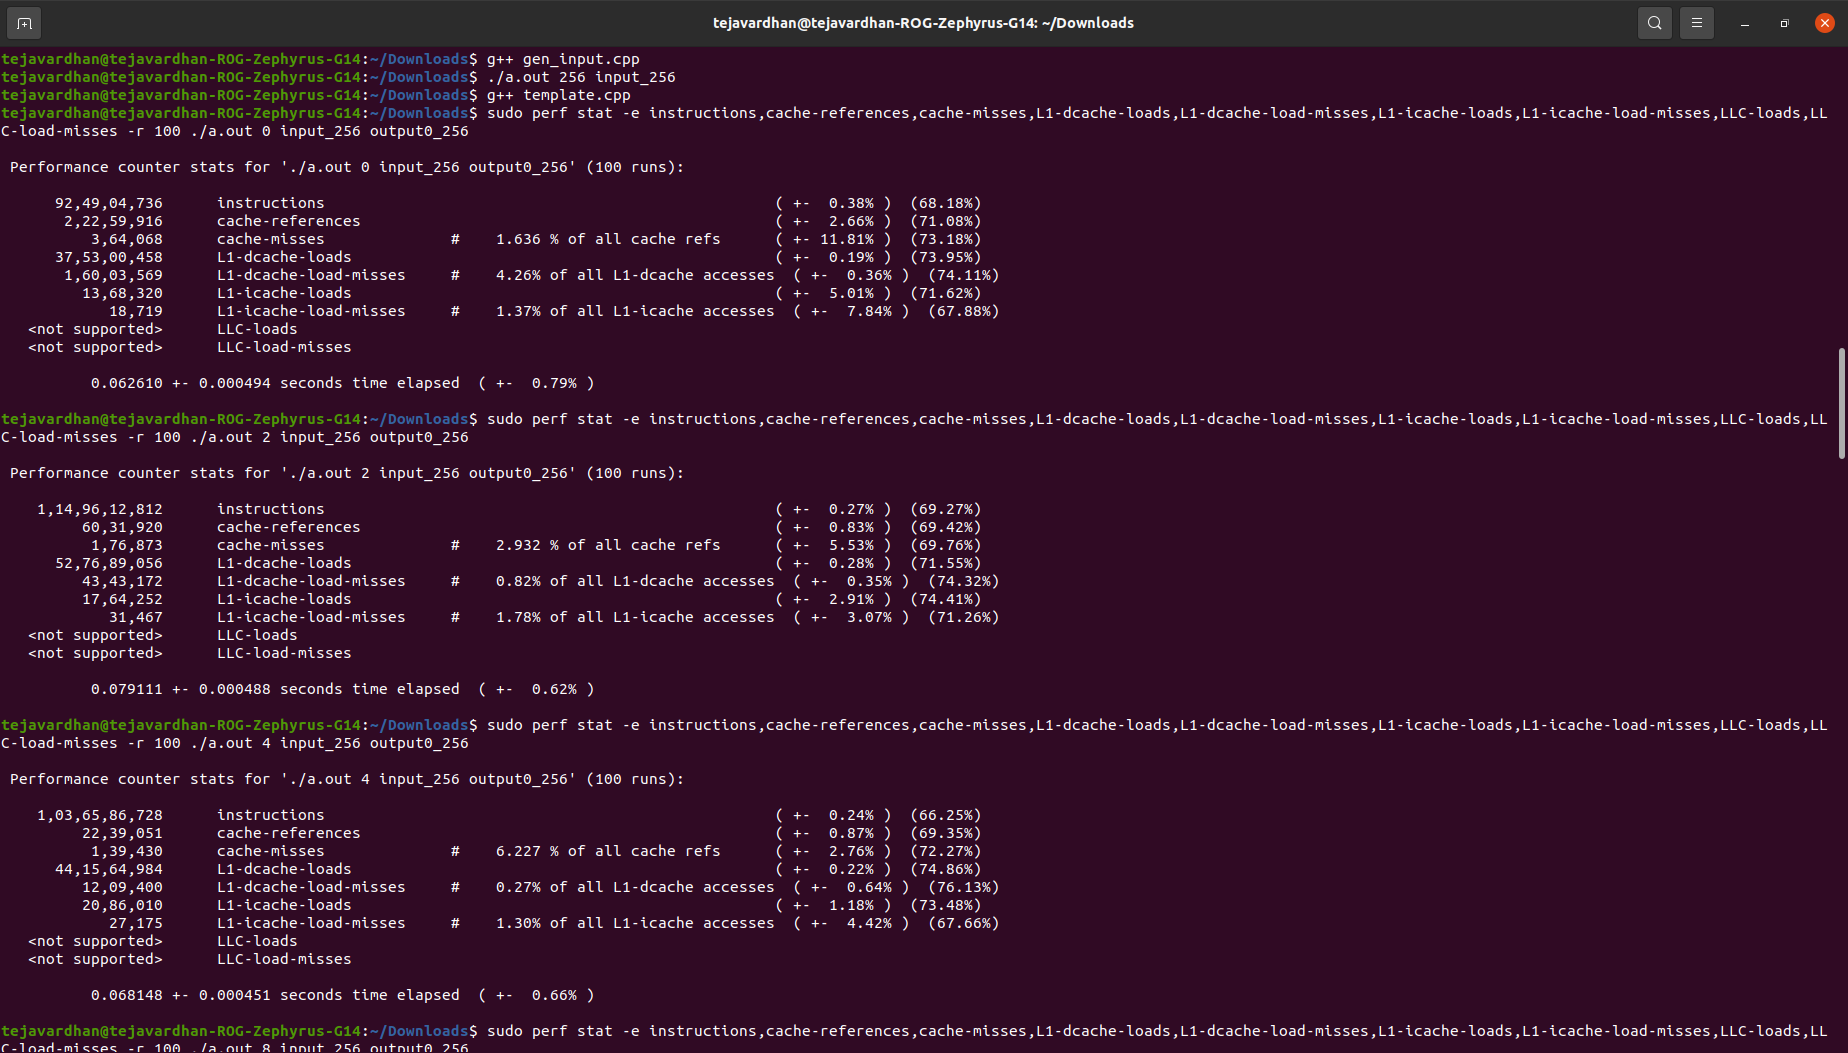 tejavardhan@tejavardhan-ROG-Zephyrus-G14: ~/Downloads
tejavardhan@tejavardhan-ROG-Zephyrus-G14:~/Downloads$ g++ gen_input.cpp
tejavardhan@tejavardhan-ROG-Zephyrus-G14:~/Downloads$ ./a.out 256 input_256
tejavardhan@tejavardhan-ROG-Zephyrus-G14:~/Downloads$ g++ template.cpp
tejavardhan@tejavardhan-ROG-Zephyrus-G14:~/Downloads$ sudo perf stat -e instructions,cache-references,cache-misses,L1-dcache-loads,L1-dcache-load-misses,L1-icache-loads,L1-icache-load-misses,LLC-loads,LL
C-load-misses -r 100 ./a.out 0 input_256 output0_256
Performance counter stats for './a.out 0 input_256 output0_256' (100 runs):
92,49,04,736 instructions ( +- 0.38% ) (68.18%)
2,22,59,916 cache-references ( +- 2.66% ) (71.08%)
3,64,068 cache-misses # 1.636 % of all cache refs ( +- 11.81% ) (73.18%)
37,53,00,458 L1-dcache-loads ( +- 0.19% ) (73.95%)
1,60,03,569 L1-dcache-load-misses # 4.26% of all L1-dcache accesses ( +- 0.36% ) (74.11%)
13,68,320 L1-icache-loads ( +- 5.01% ) (71.62%)
18,719 L1-icache-load-misses # 1.37% of all L1-icache accesses ( +- 7.84% ) (67.88%)
<not supported> LLC-loads
<not supported> LLC-load-misses
0.062610 +- 0.000494 seconds time elapsed ( +- 0.79% )
tejavardhan@tejavardhan-ROG-Zephyrus-G14:~/Downloads$ sudo perf stat -e instructions,cache-references,cache-misses,L1-dcache-loads,L1-dcache-load-misses,L1-icache-loads,L1-icache-load-misses,LLC-loads,LL
C-load-misses -r 100 ./a.out 2 input_256 output0_256
Performance counter stats for './a.out 2 input_256 output0_256' (100 runs):
1,14,96,12,812 instructions ( +- 0.27% ) (69.27%)
60,31,920 cache-references ( +- 0.83% ) (69.42%)
1,76,873 cache-misses # 2.932 % of all cache refs ( +- 5.53% ) (69.76%)
52,76,89,056 L1-dcache-loads ( +- 0.28% ) (71.55%)
43,43,172 L1-dcache-load-misses # 0.82% of all L1-dcache accesses ( +- 0.35% ) (74.32%)
17,64,252 L1-icache-loads ( +- 2.91% ) (74.41%)
31,467 L1-icache-load-misses # 1.78% of all L1-icache accesses ( +- 3.07% ) (71.26%)
<not supported> LLC-loads
<not supported> LLC-load-misses
0.079111 +- 0.000488 seconds time elapsed ( +- 0.62% )
tejavardhan@tejavardhan-ROG-Zephyrus-G14:~/Downloads$ sudo perf stat -e instructions,cache-references,cache-misses,L1-dcache-loads,L1-dcache-load-misses,L1-icache-loads,L1-icache-load-misses,LLC-loads,LL
C-load-misses -r 100 ./a.out 4 input_256 output0_256
Performance counter stats for './a.out 4 input_256 output0_256' (100 runs):
1,03,65,86,728 instructions ( +- 0.24% ) (66.25%)
22,39,051 cache-references ( +- 0.87% ) (69.35%)
1,39,430 cache-misses # 6.227 % of all cache refs ( +- 2.76% ) (72.27%)
44,15,64,984 L1-dcache-loads ( +- 0.22% ) (74.86%)
12,09,400 L1-dcache-load-misses # 0.27% of all L1-dcache accesses ( +- 0.64% ) (76.13%)
20,86,010 L1-icache-loads ( +- 1.18% ) (73.48%)
27,175 L1-icache-load-misses # 1.30% of all L1-icache accesses ( +- 4.42% ) (67.66%)
<not supported> LLC-loads
<not supported> LLC-load-misses
0.068148 +- 0.000451 seconds time elapsed ( +- 0.66% )
tejavardhan@tejavardhan-ROG-Zephyrus-G14:~/Downloads$ sudo perf stat -e instructions,cache-references,cache-misses,L1-dcache-loads,L1-dcache-load-misses,L1-icache-loads,L1-icache-load-misses,LLC-loads,LL
C-load-misses -r 100 ./a.out 8 input_256 output0_256